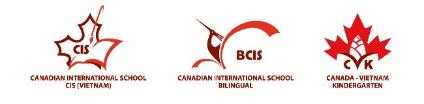 CIS
CANADIAN INTERNATIONAL SCHOOL
CIS (VIETNAM)
BCIS
CANADIAN INTERNATIONAL SCHOOL
BILINGUAL
CVK
CANADA - VIETNAM
KINDERGARTEN